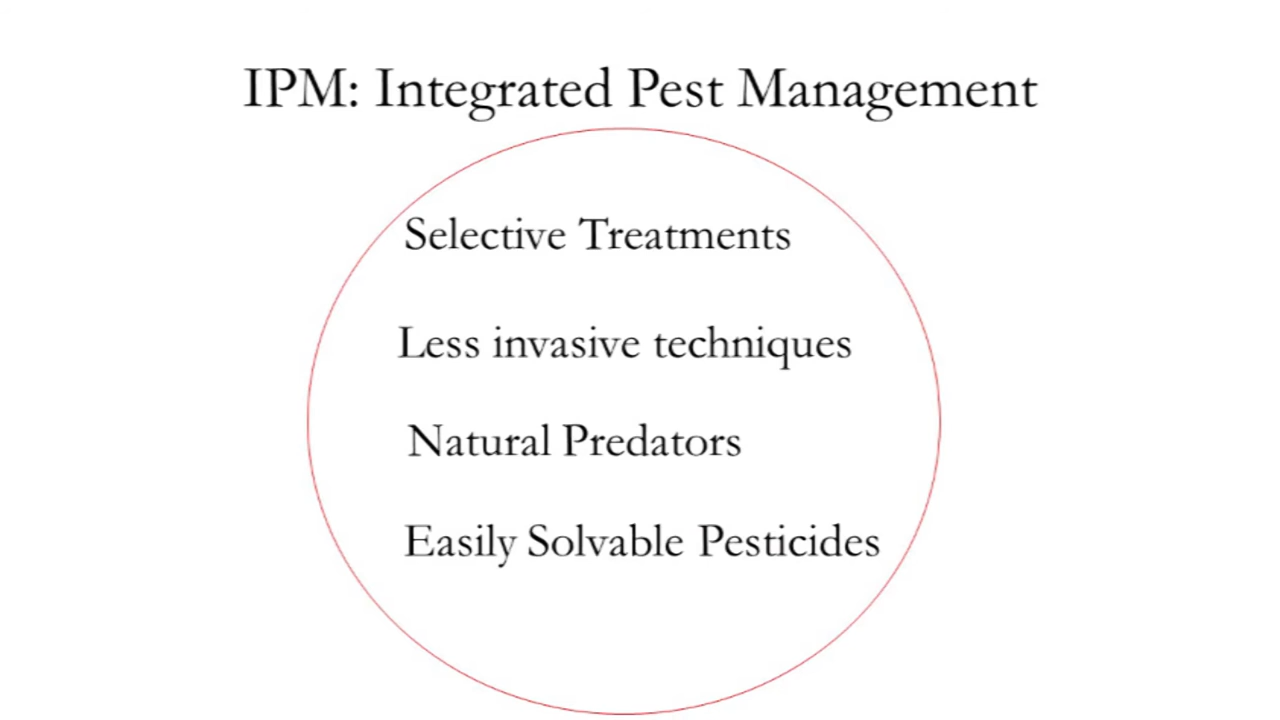 IPM: Integrated Pest Management
Selective Treatments
Less invasive techniques
Natural Predators
Easily Solvable Pesticides